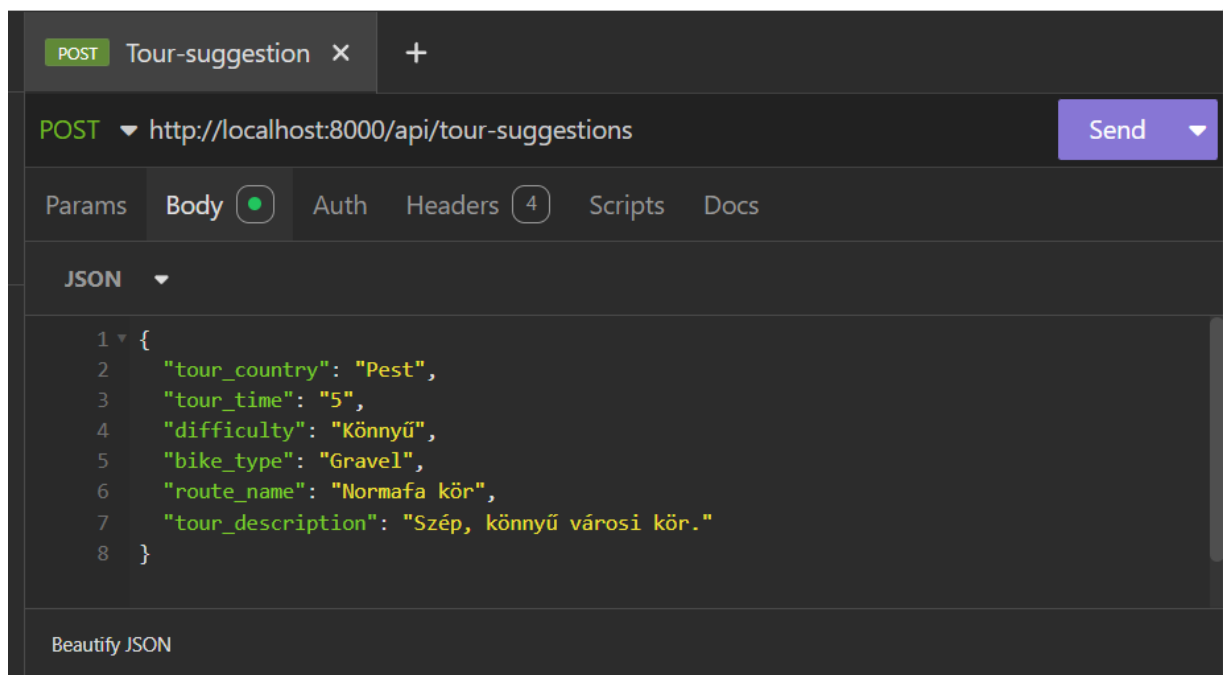 POST Tour-suggestion × +
POST http://localhost:8000/api/tour-suggestions Send
Params Body Auth Headers 4 Scripts Docs
JSON
1 {
2 "tour_country": "Pest",
3 "tour_time": "5",
4 "difficulty": "Könnyű",
5 "bike_type": "Gravel",
6 "route_name": "Normafa kör",
7 "tour_description": "Szép, könnyű városi kör."
8 }
Beautify JSON